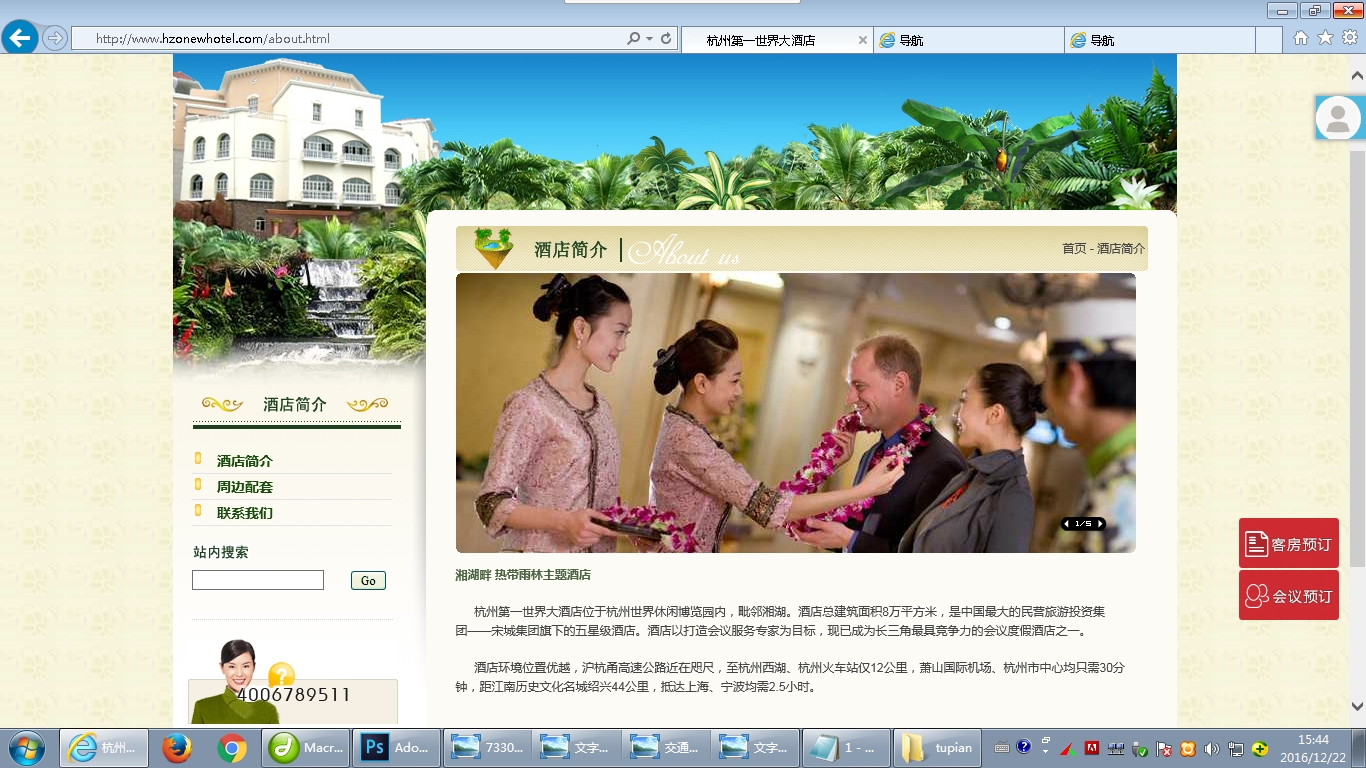 http://www.hzonewhotel.com/about.html
杭州第一世界大酒店
导航
导航
酒店简介
About us
首页 - 酒店简介
酒店简介
酒店简介
周边配套
联系我们
站内搜索
Go
4006789511
1/5
湘湖畔 热带雨林主题酒店
杭州第一世界大酒店位于杭州世界休闲博览园内，毗邻湘湖。酒店总建筑面积8万平方米，是中国最大的民营旅游投资集
团——宋城集团旗下的五星级酒店。酒店以打造会议服务专家为目标，现已成为长三角最具竞争力的会议度假酒店之一。
酒店环境位置优越，沪杭甬高速公路近在咫尺，至杭州西湖、杭州火车站仅12公里，萧山国际机场、杭州市中心均只需30分
钟，距江南历史文化名城绍兴44公里，抵达上海、宁波均需2.5小时。
客房预订
会议预订
杭州...
Macr...
Ps
Ado...
7330...
文字...
交通...
文字...
1 - ...
tupian
15:44
2016/12/22